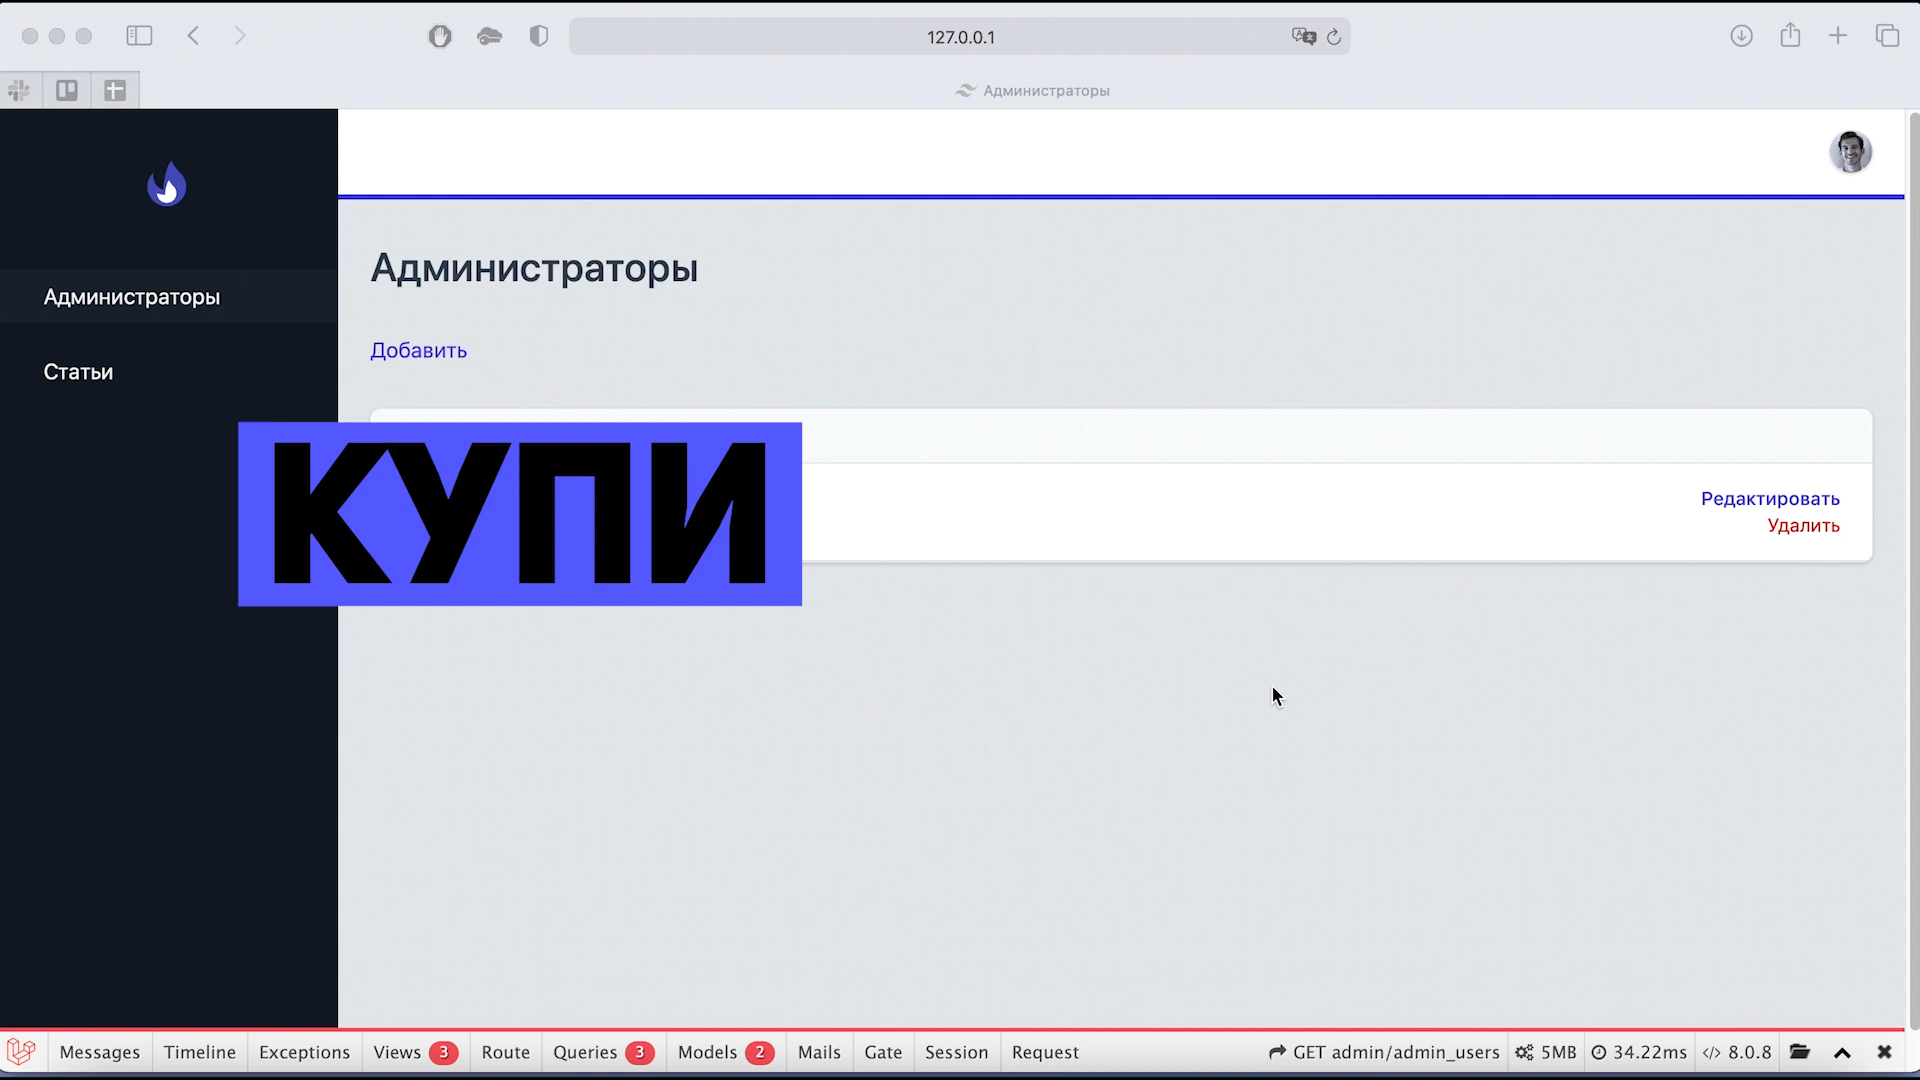 127.0.0.1
Администраторы
Администраторы
Статьи
Администраторы
Добавить
КУПИ
Редактировать
Удалить
Messages Timeline Exceptions Views 3 Route Queries 3 Models 2 Mails Gate Session Request GET admin/admin_users 5MB 34.22ms 8.0.8